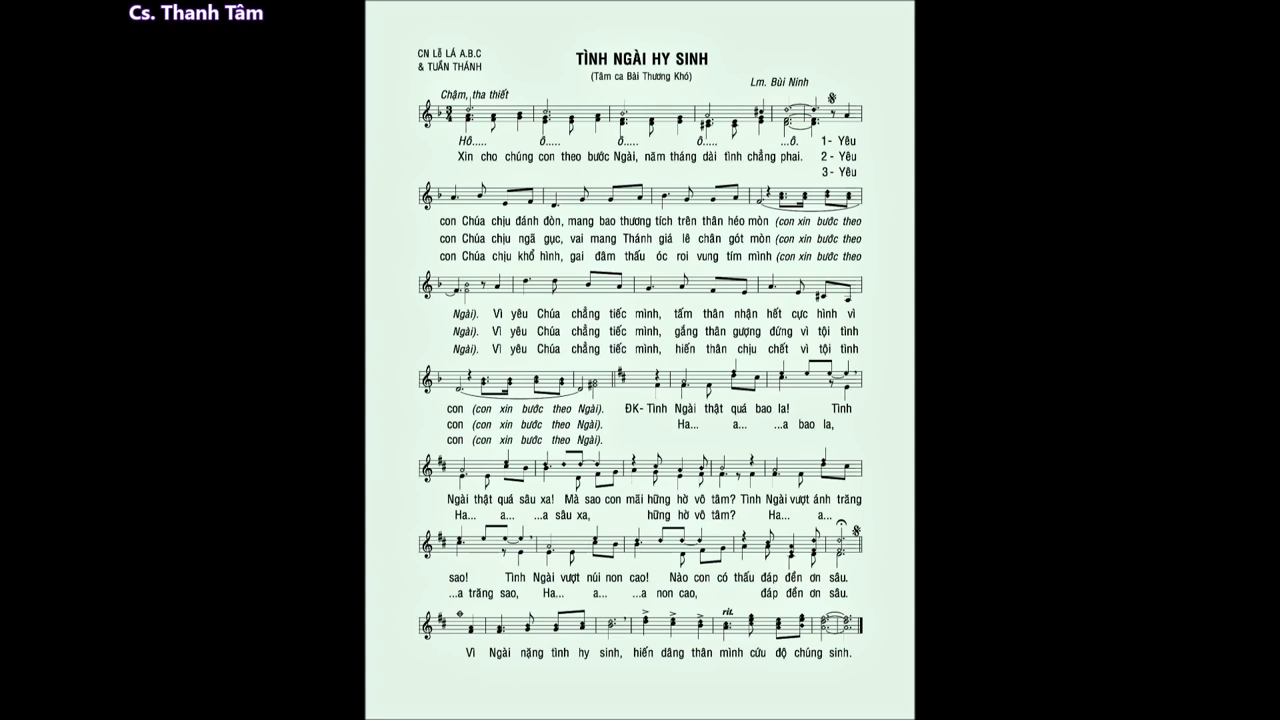 Cs. Thanh Tâm
CN Lễ LÁ A.B.C
& TUẦN THÁNH
TÌNH NGÀI HY SINH
(Tâm ca Bài Thương Khó)
Lm. Bùi Ninh
Chậm, tha thiết
Hô..... ô..... ô..... ô..... ...ô. 1- Yêu
Xin cho chúng con theo bước Ngài, năm tháng dài tình chẳng phai. 2- Yêu
3- Yêu
con Chúa chịu đánh đòn, mang bao thương tích trên thân héo mòn (con xin bước theo
con Chúa chịu ngã gục, vai mang Thánh giá lê chân gót mòn (con xin bước theo
con Chúa chịu khổ hình, gai đâm thấu óc roi vung tím mình (con xin bước theo
Ngài). Vì yêu Chúa chẳng tiếc mình, tấm thân nhận hết cực hình vì
Ngài). Vì yêu Chúa chẳng tiếc mình, gắng thân gượng đứng vì tội tình
Ngài). Vì yêu Chúa chẳng tiếc mình, hiến thân chịu chết vì tội tình
con (con xin bước theo Ngài). ĐK- Tình Ngài thật quá bao la! Tình
con (con xin bước theo Ngài). Ha... a... ...a bao la,
con (con xin bước theo Ngài).
Ngài thật quá sâu xa! Mà sao con mãi hững hờ vô tâm? Tình Ngài vượt ánh trăng
Ha... a... ...a sâu xa, hững hờ vô tâm? Ha... a...
sao! Tình Ngài vượt núi non cao! Nào con có thấu đáp đền ơn sâu.
...a trăng sao, Ha... a... ...a non cao, đáp đền ơn sâu.
rit.
Vì Ngài nặng tình hy sinh, hiến dâng thân mình cứu độ chúng sinh.